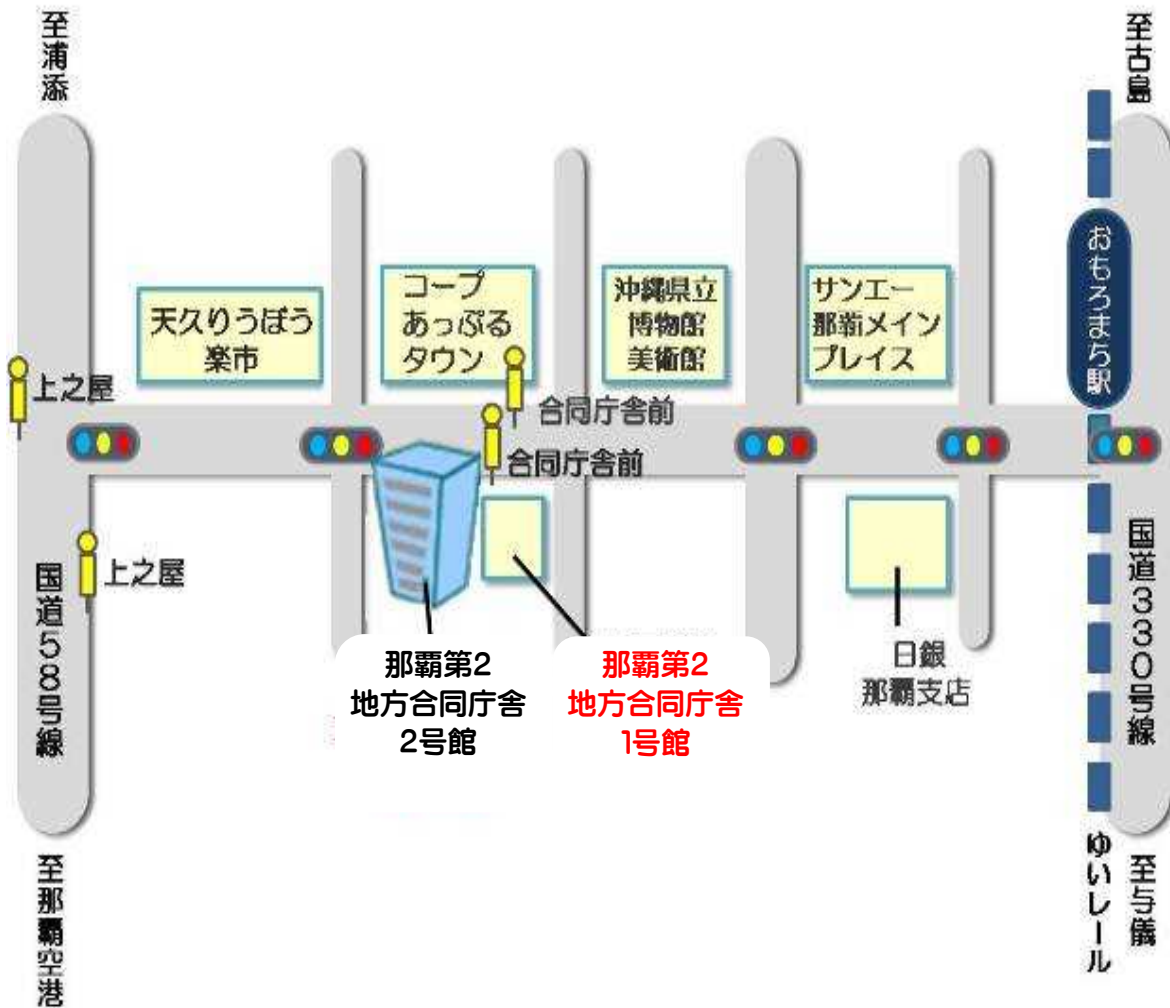 至浦添
至古島
おもろまち駅
天久りうぼう
楽市
コープ
あっぷる
タウン
沖縄県立
博物館
美術館
サンエー
那覇メイン
プレイス
上之屋
合同庁舎前
合同庁舎前
上之屋
国道58号線
国道330号線
那覇第2
地方合同庁舎
2号館
那覇第2
地方合同庁舎
1号館
日銀
那覇支店
至那覇空港
ゆいレール
至与儀